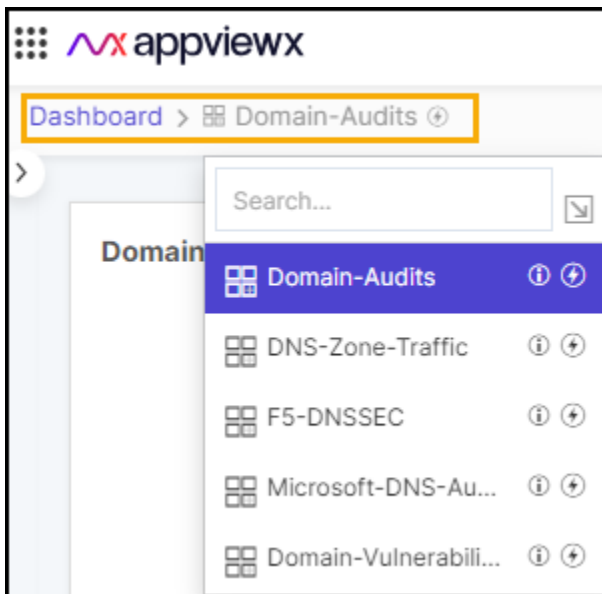 appviewx
Dashboard > Domain-Audits
Search...
Domain
Domain-Audits
DNS-Zone-Traffic
F5-DNSSEC
Microsoft-DNS-Au...
Domain-Vulnerabili...